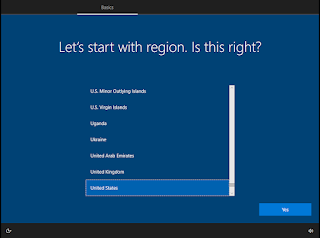 Basics
Let's start with region. Is this right?
U.S. Minor Outlying Islands
U.S. Virgin Islands
Uganda
Ukraine
United Arab Emirates
United Kingdom
United States
Yes